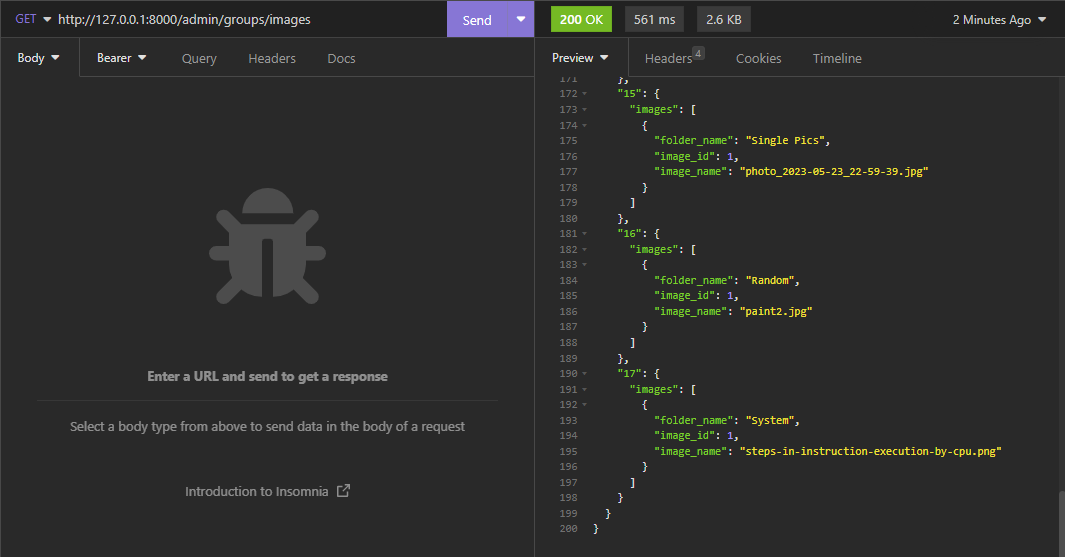 GET http://127.0.0.1:8000/admin/groups/images Send 200 OK 561 ms 2.6 KB 2 Minutes Ago
Body Bearer Query Headers Docs
Preview Headers 4 Cookies Timeline
Enter a URL and send to get a response
Select a body type from above to send data in the body of a request
Introduction to Insomnia
171 },
172 "15": {
173 "images": [
174 {
175 "folder_name": "Single Pics",
176 "image_id": 1,
177 "image_name": "photo_2023-05-23_22-59-39.jpg"
178 }
179 ]
180 },
181 "16": {
182 "images": [
183 {
184 "folder_name": "Random",
185 "image_id": 1,
186 "image_name": "paint2.jpg"
187 }
188 ]
189 },
190 "17": {
191 "images": [
192 {
193 "folder_name": "System",
194 "image_id": 1,
195 "image_name": "steps-in-instruction-execution-by-cpu.png"
196 }
197 ]
198 }
199 }
200 }